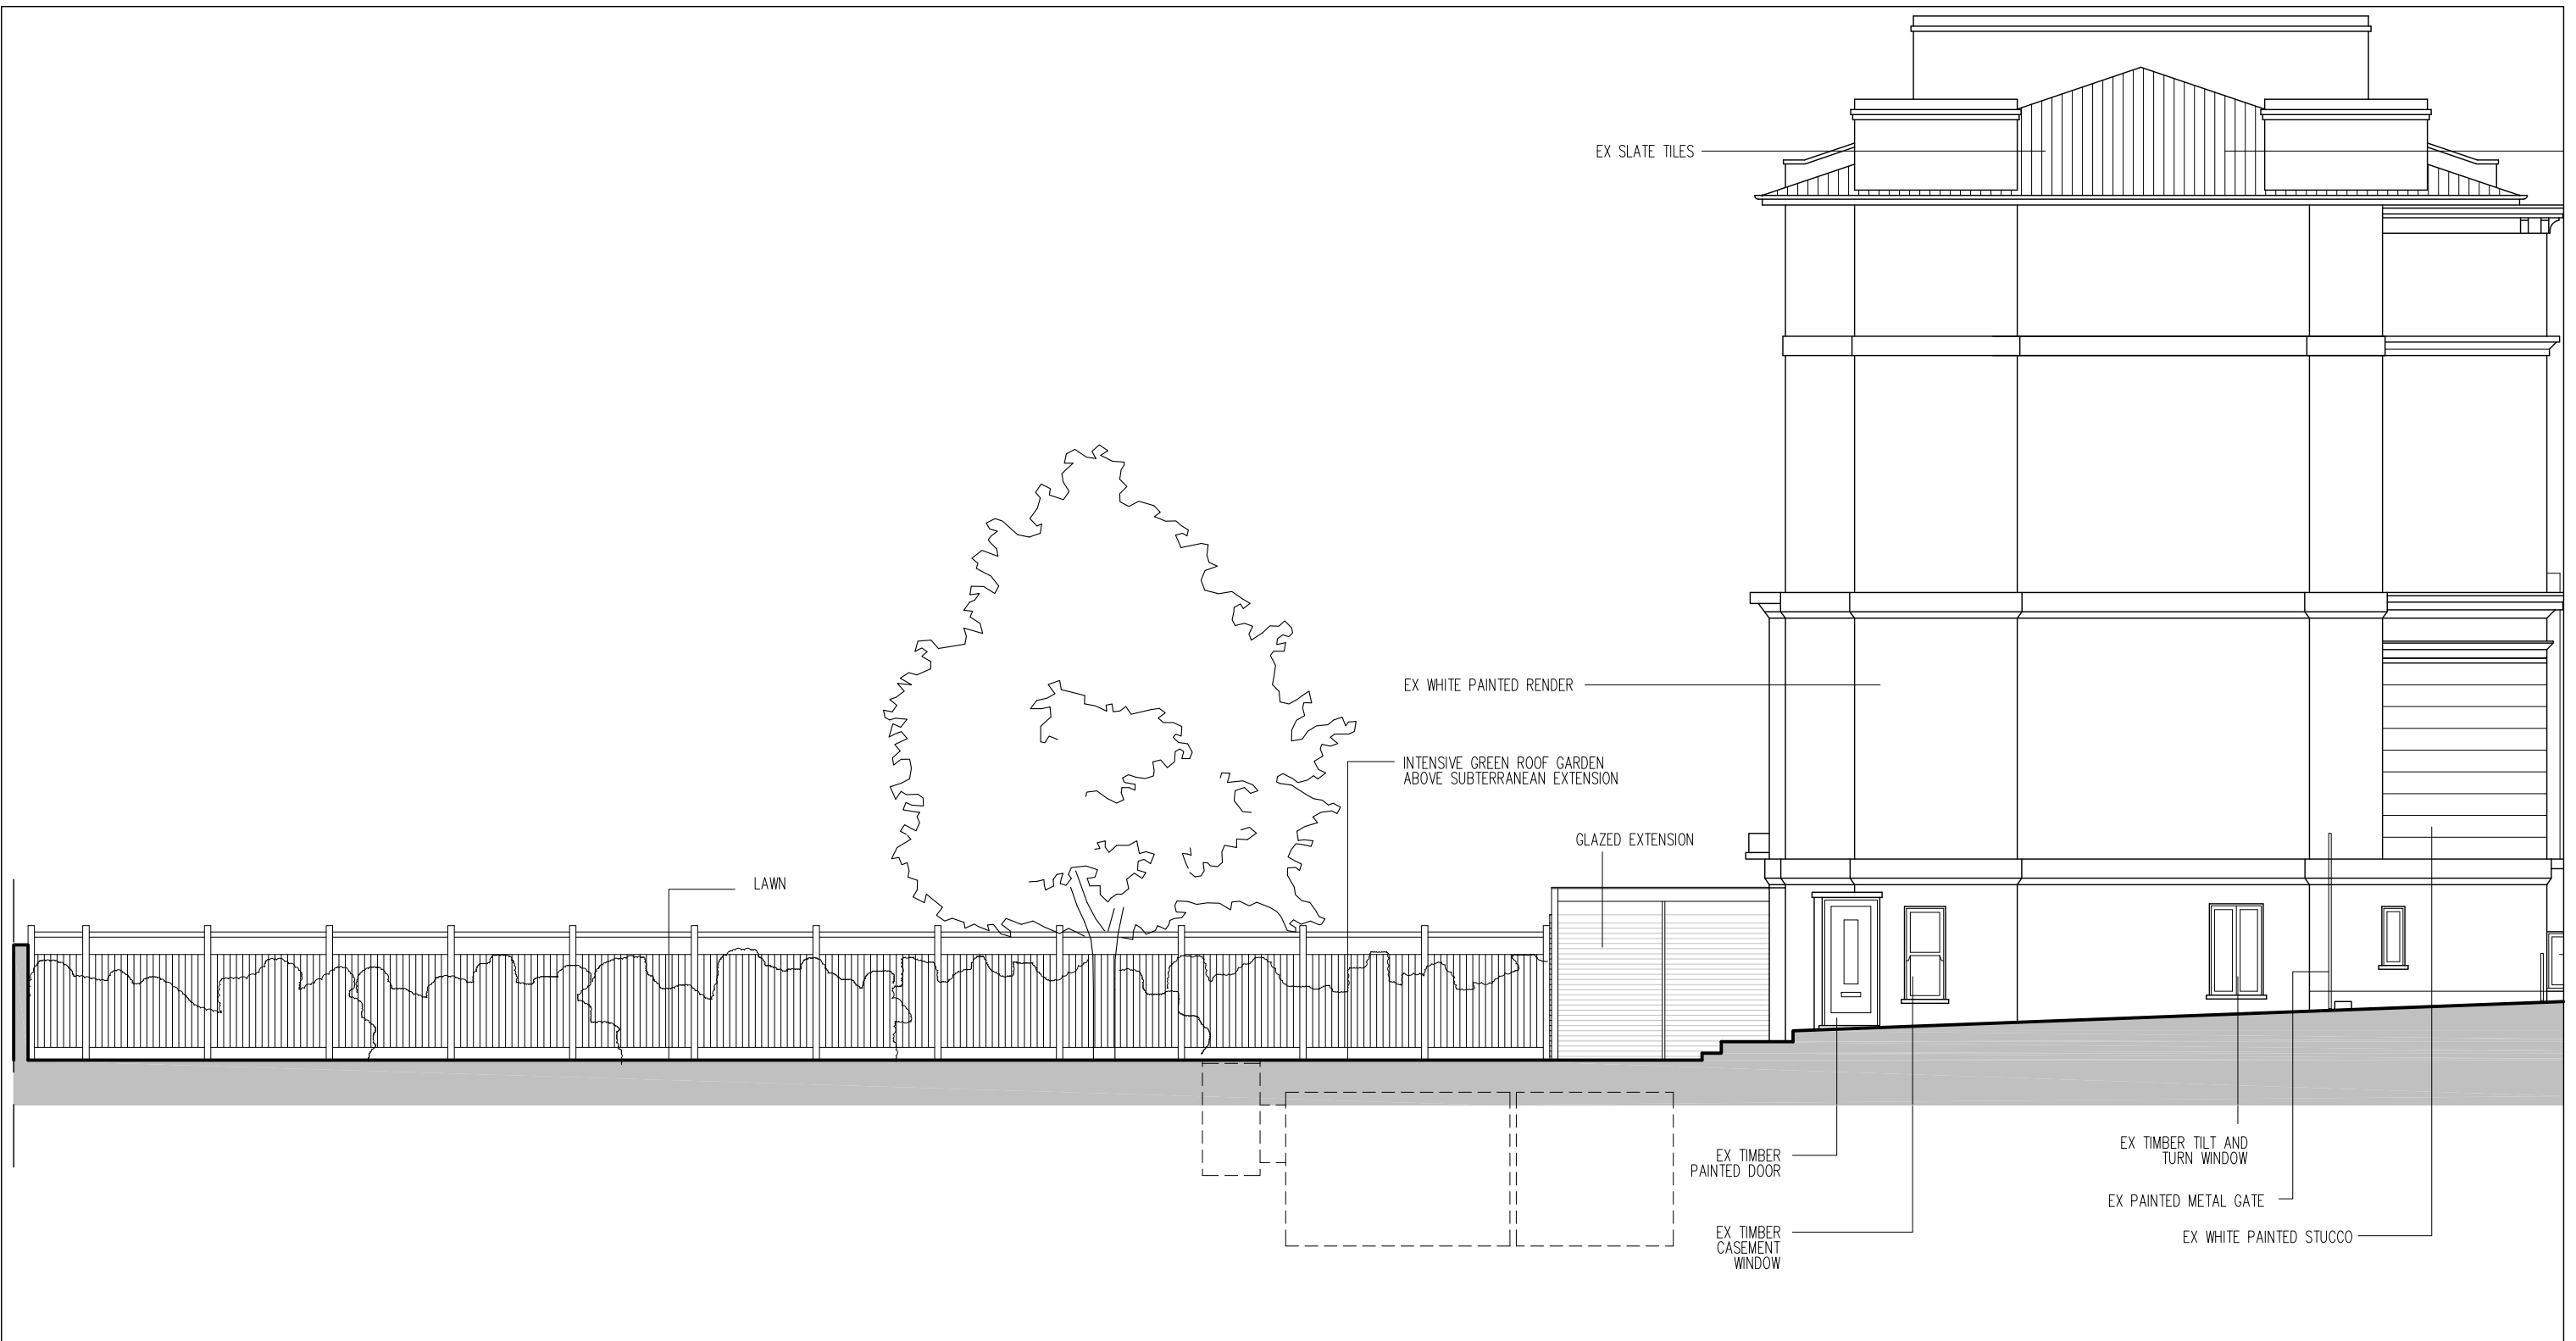 EX SLATE TILES
EX WHITE PAINTED RENDER
INTENSIVE GREEN ROOF GARDEN
ABOVE SUBTERRANEAN EXTENSION
GLAZED EXTENSION
LAWN
EX TIMBER
PAINTED DOOR
EX TIMBER TILT AND
TURN WINDOW
EX PAINTED METAL GATE
EX TIMBER
CASEMENT
WINDOW
EX WHITE PAINTED STUCCO